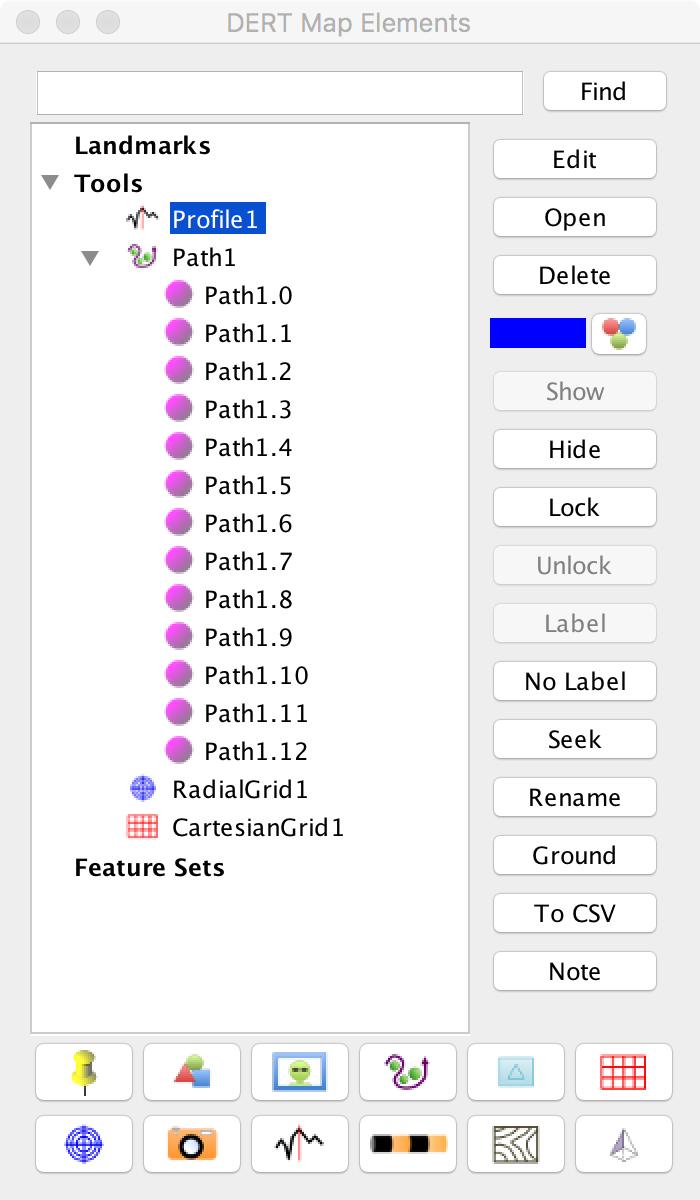 DERT Map Elements
Find
Landmarks
Tools
Profile1
Path1
Path1.0
Path1.1
Path1.2
Path1.3
Path1.4
Path1.5
Path1.6
Path1.7
Path1.8
Path1.9
Path1.10
Path1.11
Path1.12
RadialGrid1
CartesianGrid1
Feature Sets
Edit
Open
Delete
Show
Hide
Lock
Unlock
Label
No Label
Seek
Rename
Ground
To CSV
Note